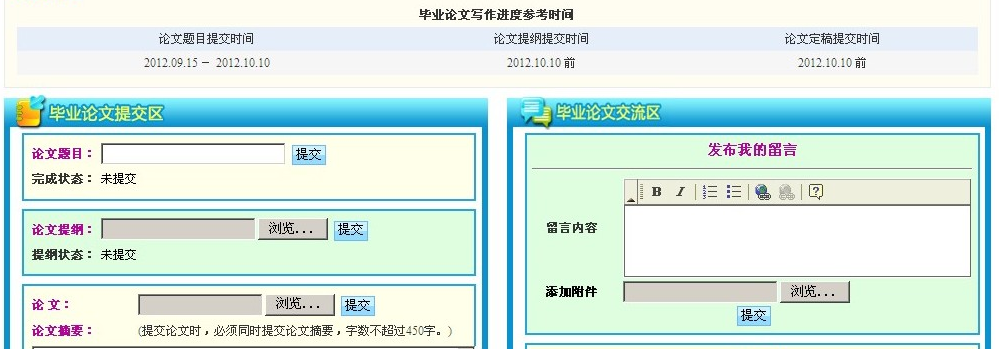 毕业论文写作进度参考时间
论文题目提交时间 论文提纲提交时间 论文定稿提交时间
2012.09.15 － 2012.10.10 2012.10.10 前 2012.10.10 前
毕业论文提交区
论文题目： 提交
完成状态： 未提交
论文提纲： 浏览... 提交
提纲状态： 未提交
论 文： 浏览... 提交
论文摘要： (提交论文时，必须同时提交论文摘要，字数不超过450字。)
毕业论文交流区
发布我的留言
B I
留言内容
添加附件 浏览...
提交